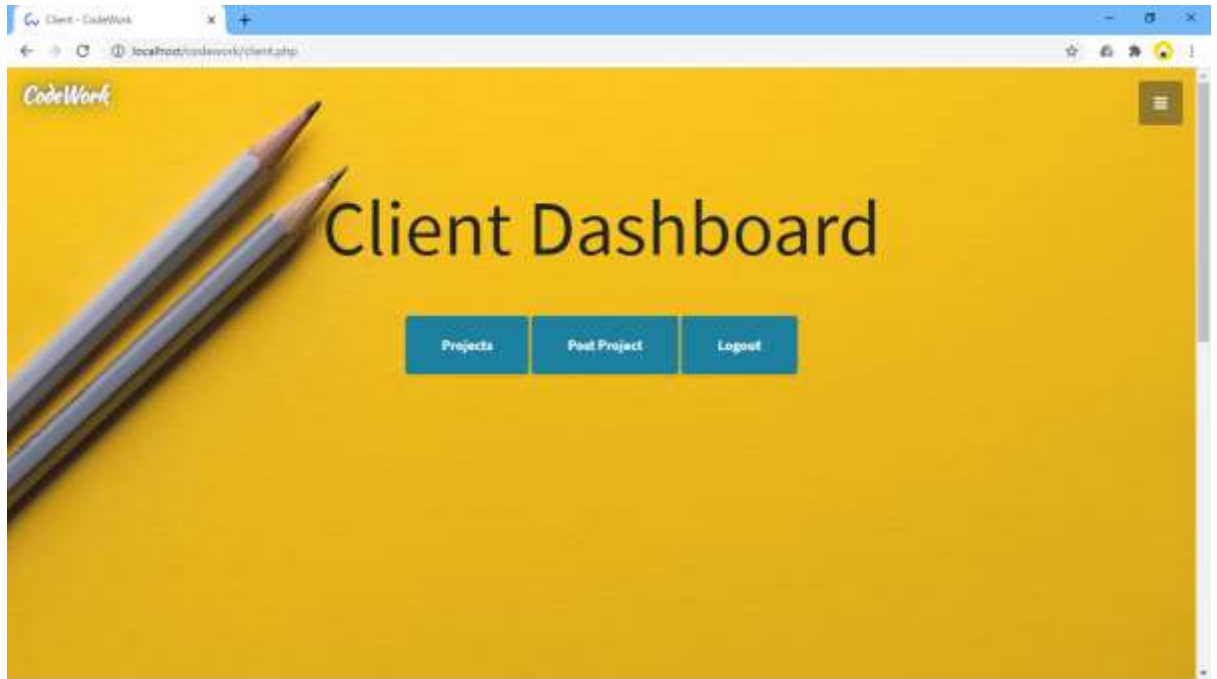 Client - CodeWork
localhost/codework/client.php
CodeWork
Client Dashboard
Projects
Post Project
Logout